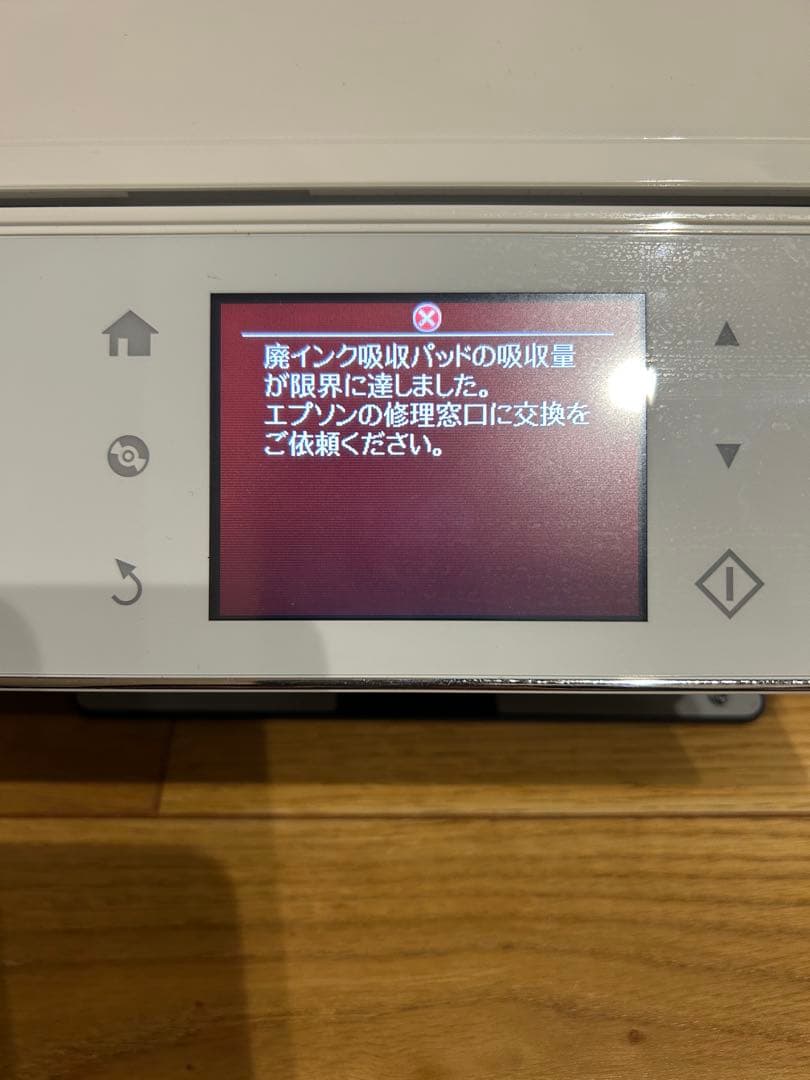 廃インク吸収パッドの吸収量
が限界に達しました。
エプソンの修理窓口に交換を
ご依頼ください。